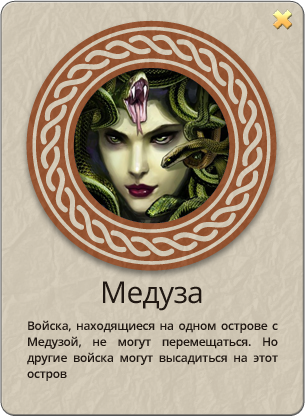 Медуза
Войска, находящиеся на одном острове с
Медузой, не могут перемещаться. Но
другие войска могут высадиться на этот
остров